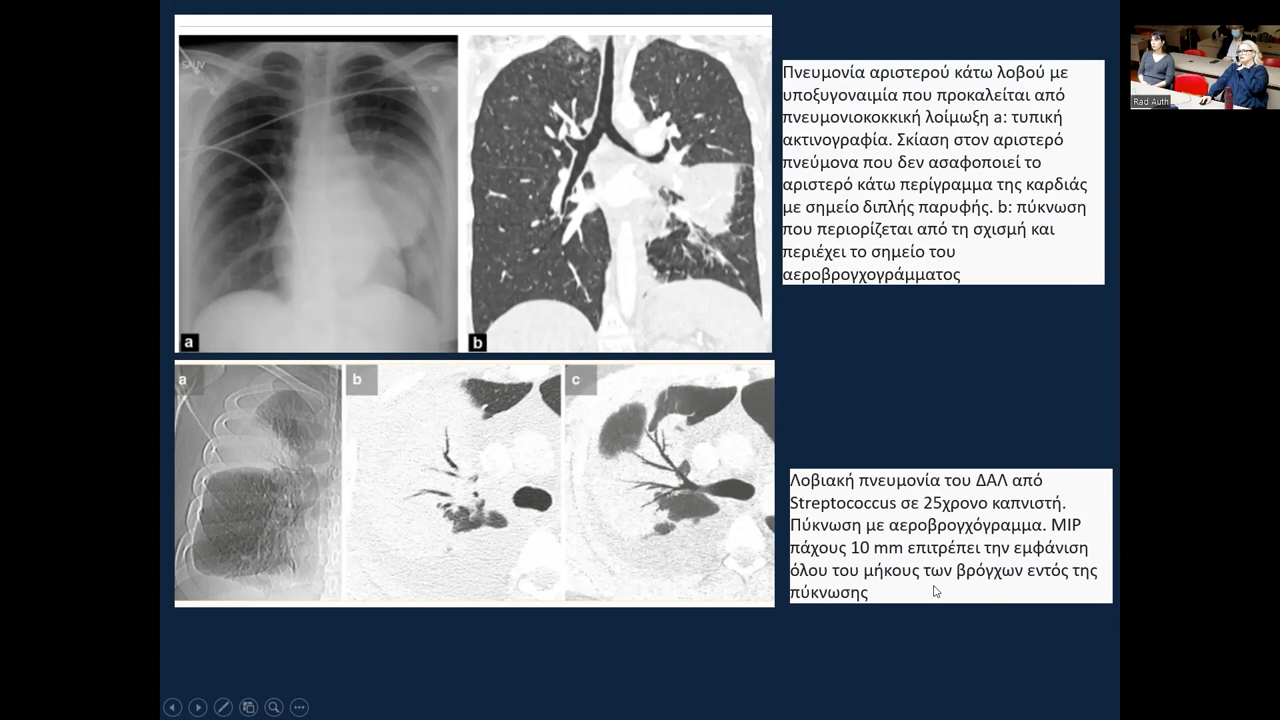 SAUV
a
b
Πνευμονία αριστερού κάτω λοβού με
υποξυγοναιμία που προκαλείται από
πνευμονιοκοκκική λοίμωξη a: τυπική
ακτινογραφία. Σκίαση στον αριστερό
πνεύμονα που δεν ασαφοποιεί το
αριστερό κάτω περίγραμμα της καρδιάς
με σημείο διπλής παρυφής. b: πύκνωση
που περιορίζεται από τη σχισμή και
περιέχει το σημείο του
αεροβρογχογράμματος
Rad Auth
a
b
c
Λοβιακή πνευμονία του ΔΑΛ από
Streptococcus σε 25χρονο καπνιστή.
Πύκνωση με αεροβρογχόγραμμα. MIP
πάχους 10 mm επιτρέπει την εμφάνιση
όλου του μήκους των βρόγχων εντός της
πύκνωσης